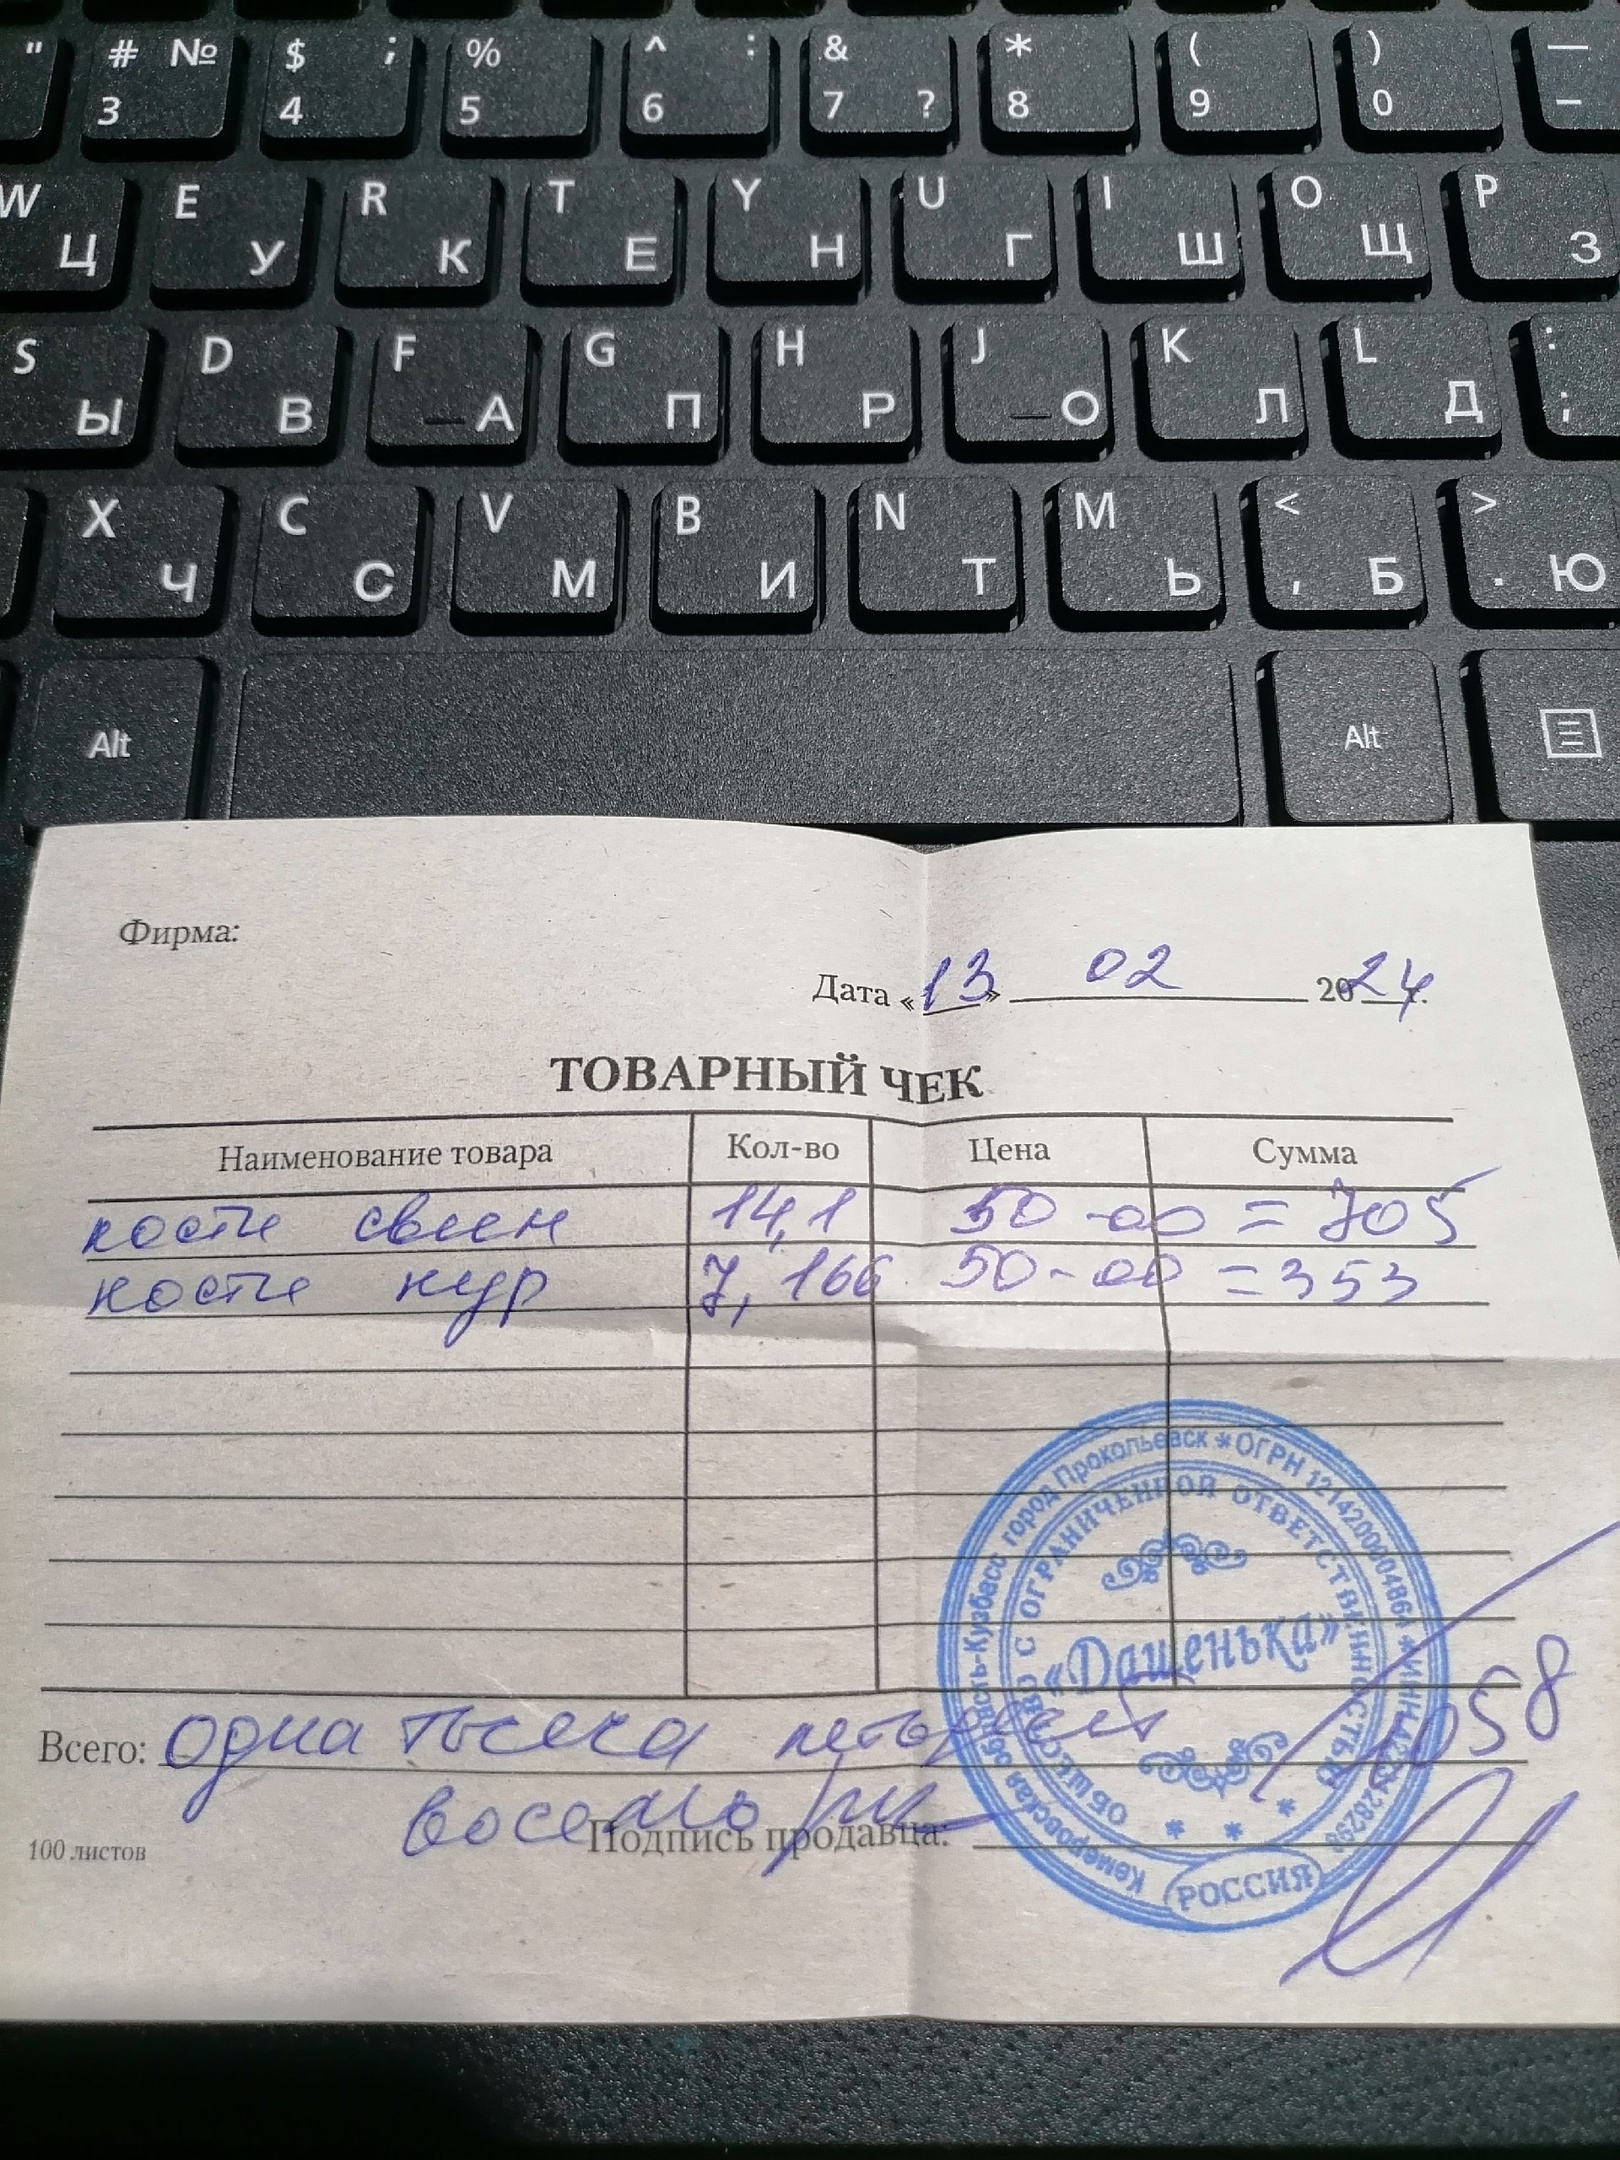 "
# № 3
$ ; 4
% 5
^ : 6
& 7 ?
* 8
( 9
) 0
— –
W Ц
E У
R К
T Е
Y Н
U Г
I Ш
O Щ
P З
S Ы
D В
F А
G П
H Р
J О
K Л
L Д
: ;
X Ч
C С
V М
B И
N Т
M Ь
< , Б
> . Ю
Alt
Alt
Фирма:
Дата «13» 02 2024 г.
ТОВАРНЫЙ ЧЕК
Наименование товара Кол-во Цена Сумма
кости свин 14,1 50-00 = 705
кости кур 7,166 50-00 = 353
Кемеровская область-Кузбасс город Прокопьевск * ОГРН
ОБЩЕСТВО С ОГРАНИЧЕННОЙ ОТВЕТСТВЕННОСТЬЮ
«Дашенька»
РОССИЯ
Всего: одна тысяча пятьдесят 1058
восемь
Подпись продавца:
100 листов